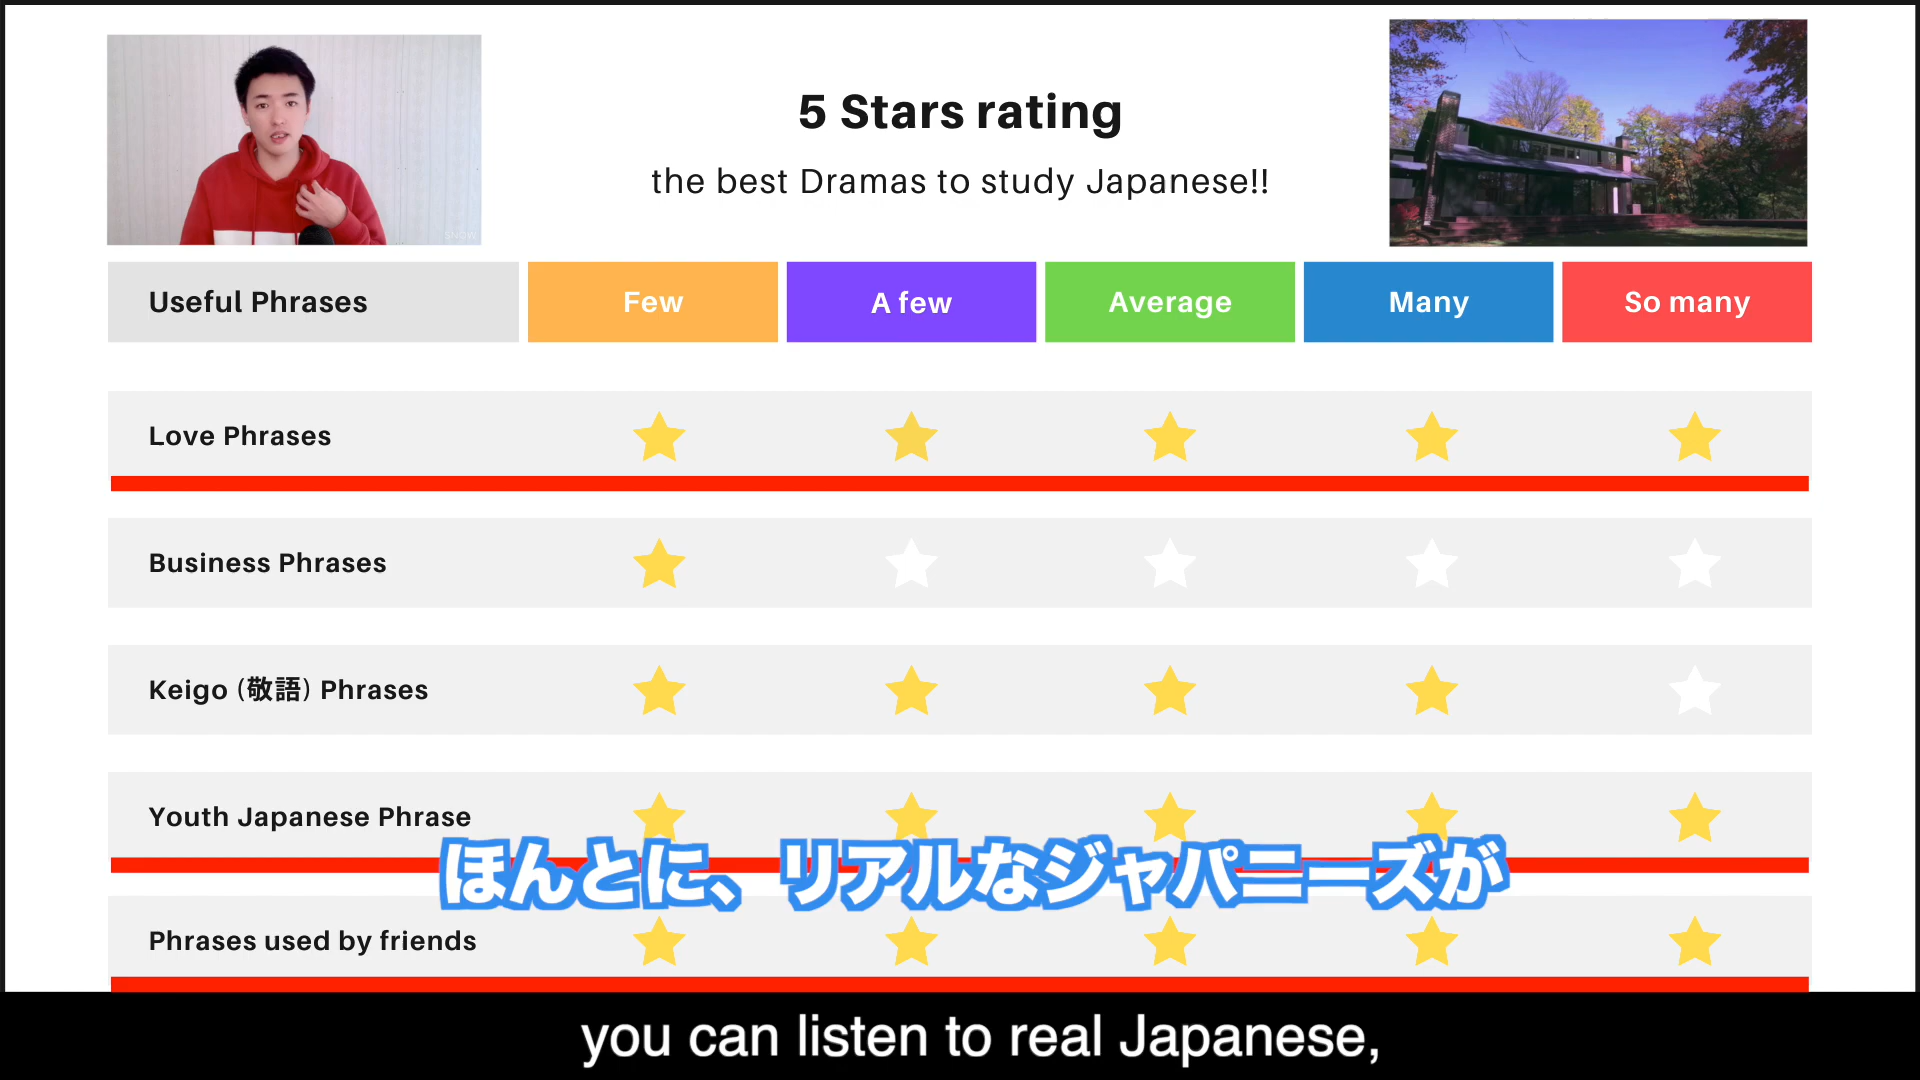 5 Stars rating
the best Dramas to study Japanese!!
SNOW
Useful Phrases
Few
A few
Average
Many
So many
Love Phrases
Business Phrases
Keigo (敬語) Phrases
Youth Japanese Phrase
ほんとに、リアルなジャパニーズが
Phrases used by friends
you can listen to real Japanese,